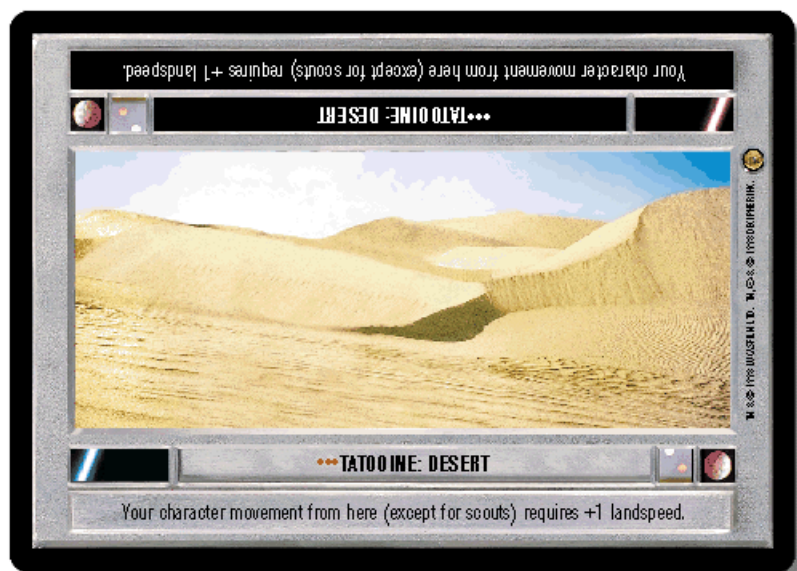 Your character movement from here (except for scouts) requires +1 landspeed.
•••TATOOINE: DESERT
•••TATOOINE: DESERT
Your character movement from here (except for scouts) requires +1 landspeed.